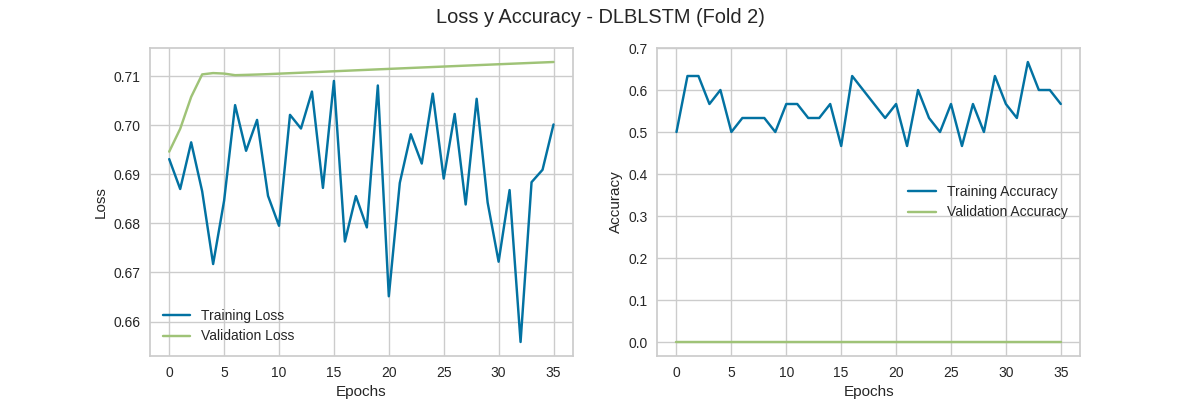 Loss y Accuracy - DLBLSTM (Fold 2)
0.71
0.70
0.69
0.68
0.67
0.66
Loss
Training Loss
Validation Loss
0 5 10 15 20 25 30 35
Epochs
0.7
0.6
0.5
0.4
0.3
0.2
0.1
0.0
Accuracy
Training Accuracy
Validation Accuracy
0 5 10 15 20 25 30 35
Epochs